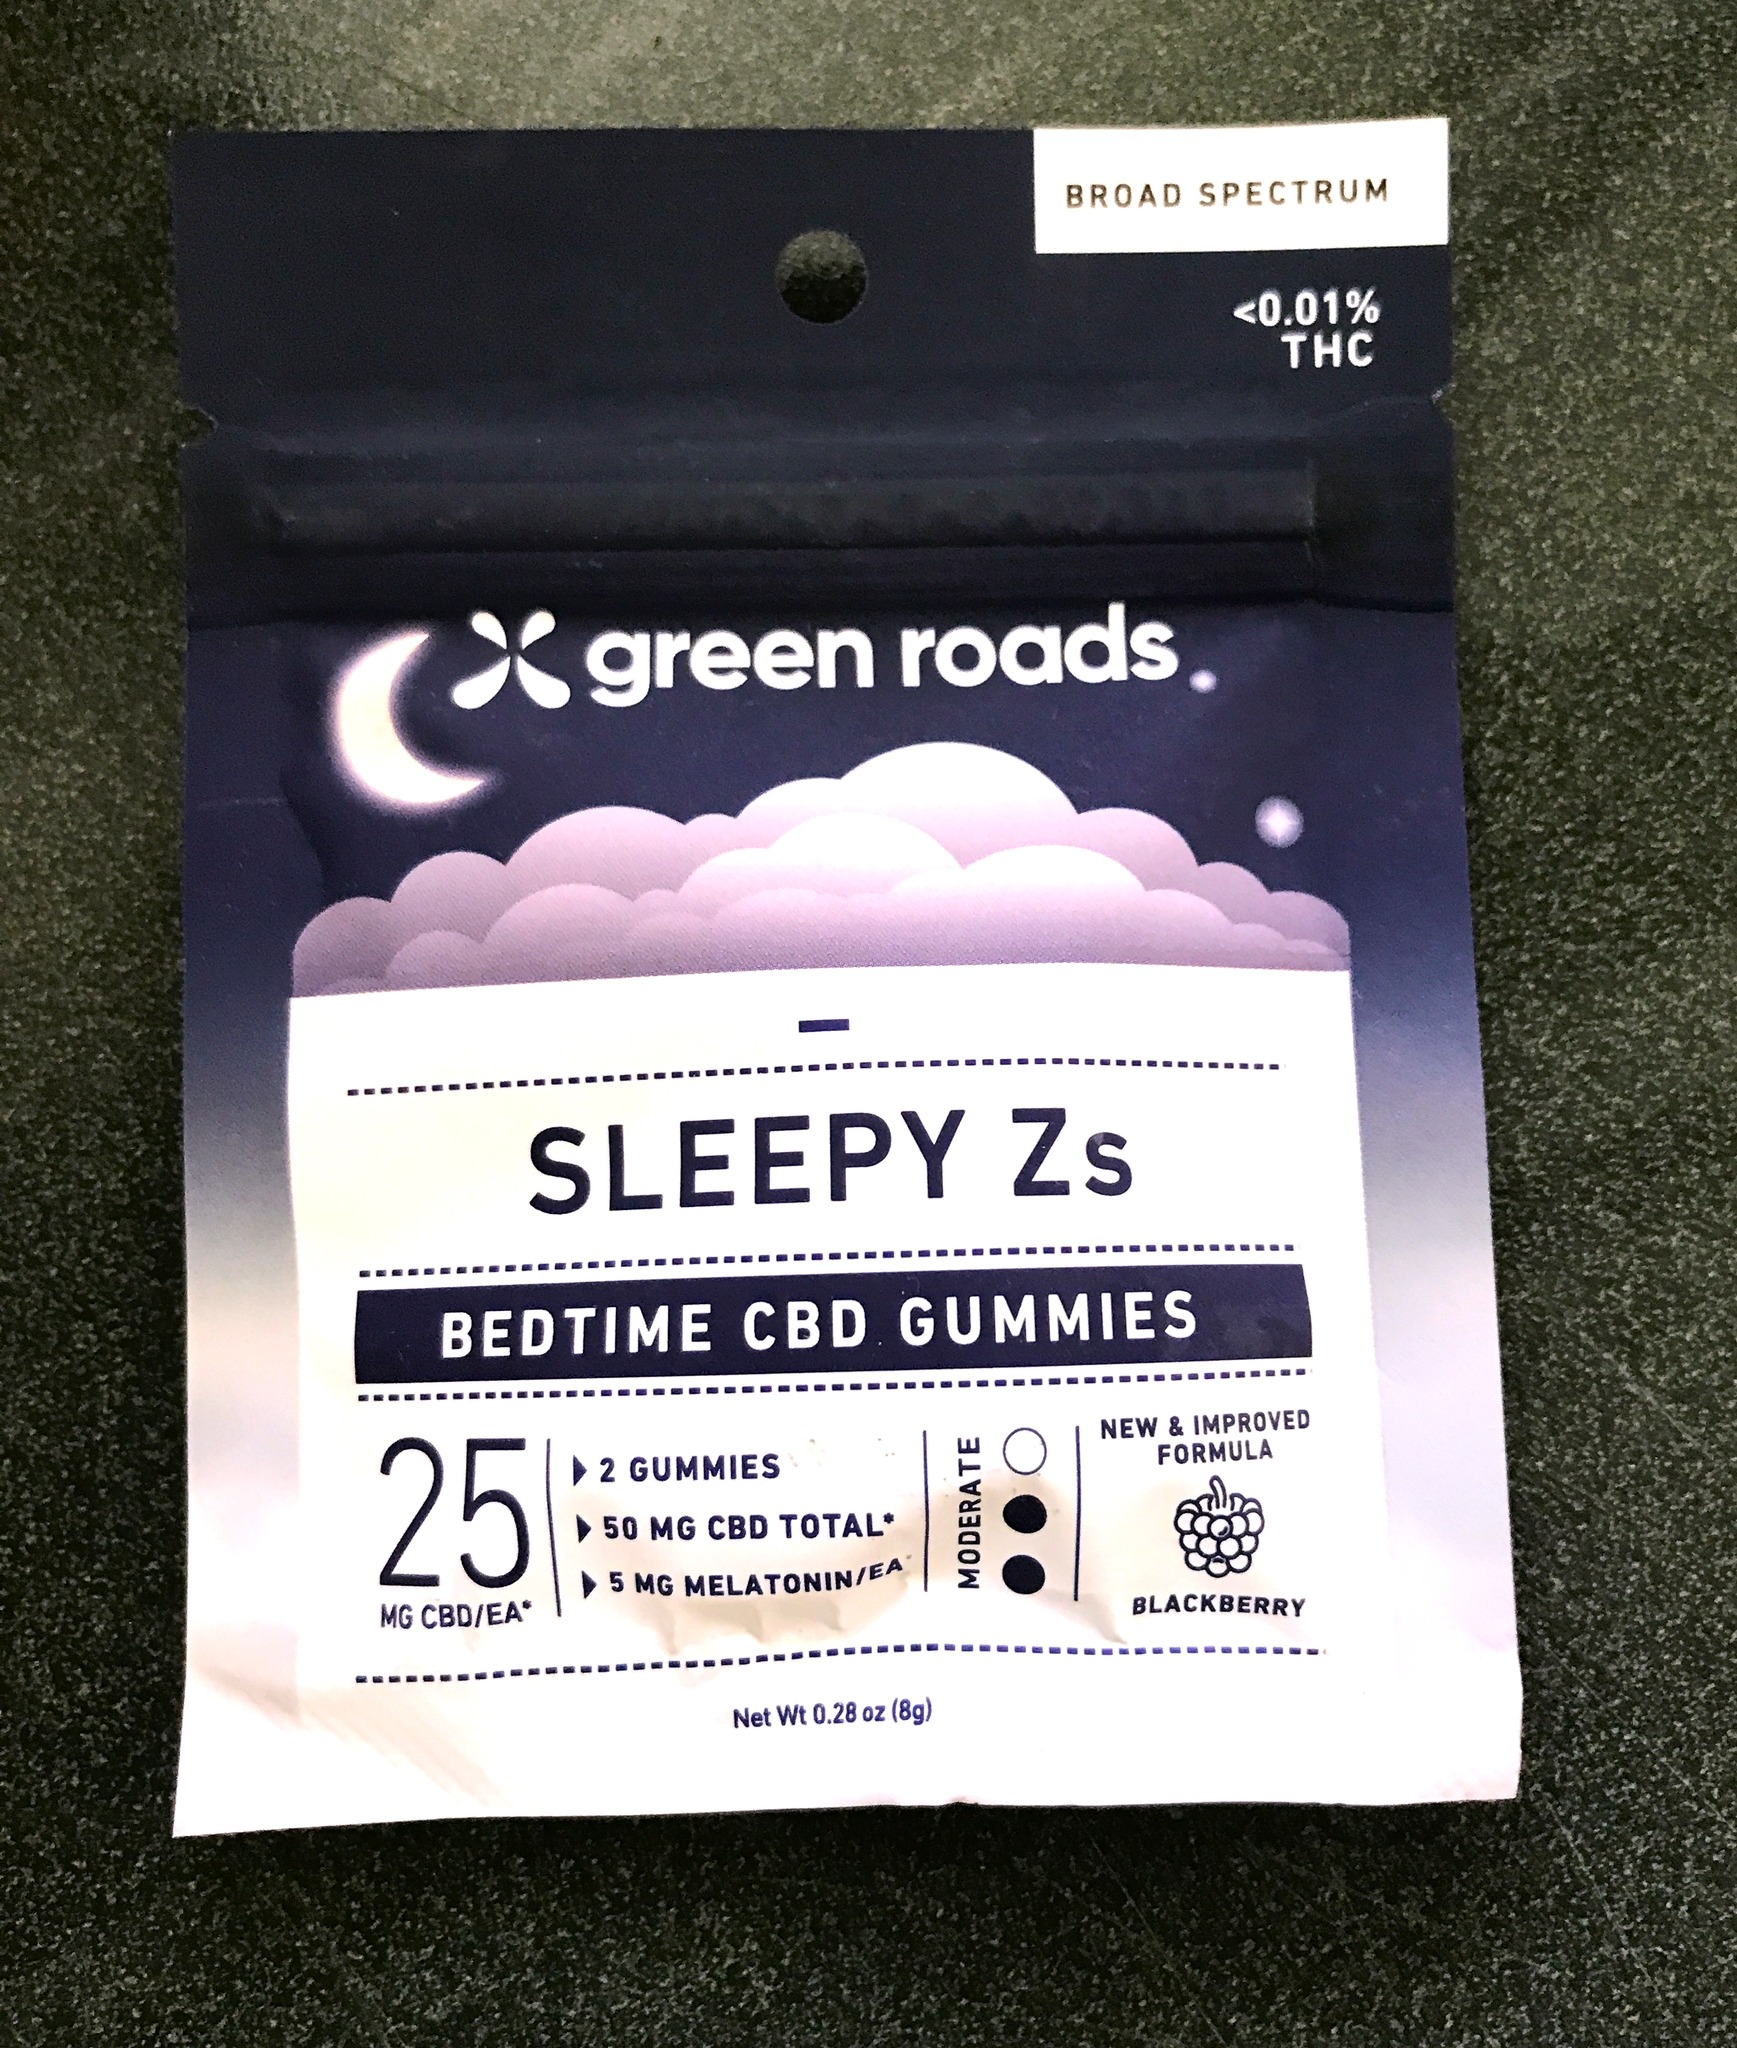 BROAD SPECTRUM
<0.01%
THC
green roads
SLEEPY Zs
BEDTIME CBD GUMMIES
25
MG CBD/EA*
2 GUMMIES
50 MG CBD TOTAL*
5 MG MELATONIN/EA*
MODERATE
NEW & IMPROVED
FORMULA
BLACKBERRY
Net Wt 0.28 oz (8g)